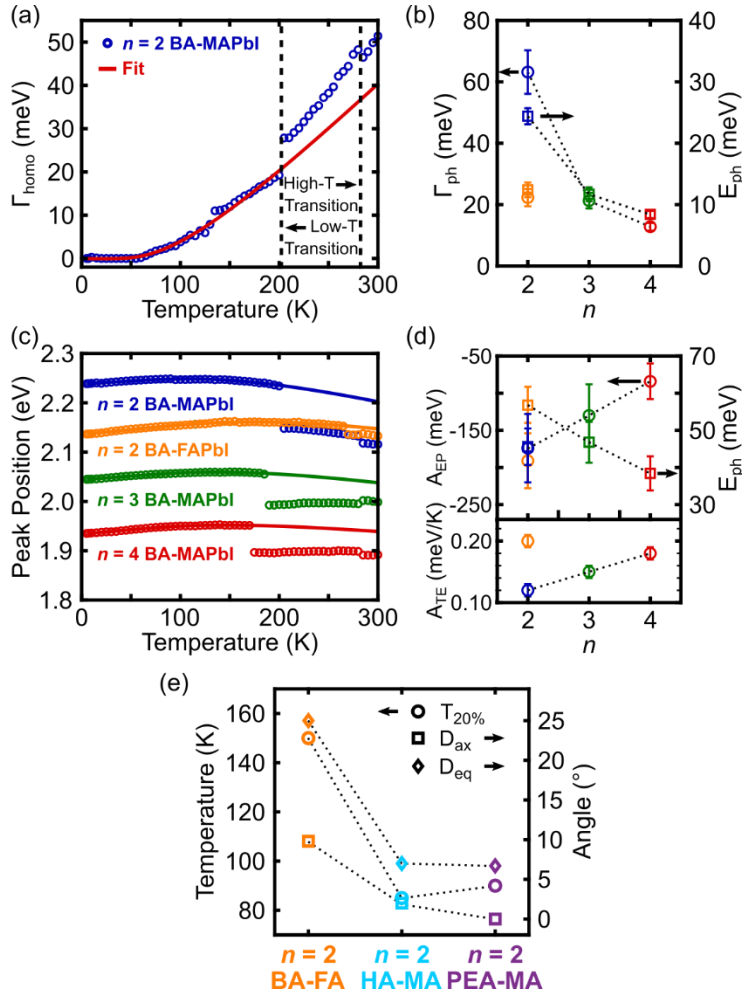 (a)
n = 2 BA-MAPbI
Fit
High-T
Transition
Low-T
Transition
Γhomo (meV)
50
40
30
20
10
0
0
100
200
300
Temperature (K)
(b)
Γph (meV)
80
60
40
20
0
Eph (meV)
40
30
20
10
0
2
3
4
n
(c)
Peak Position (eV)
2.3
2.2
2.1
2.0
1.9
1.8
n = 2 BA-MAPbI
n = 2 BA-FAPbI
n = 3 BA-MAPbI
n = 4 BA-MAPbI
0
100
200
300
Temperature (K)
(d)
AEP (meV)
-50
-150
-250
Eph (meV)
70
50
30
ATE (meV/K)
0.20
0.10
2
3
4
n
(e)
Temperature (K)
160
140
120
100
80
T20%
Dax
Deq
Angle (°)
25
20
15
10
5
0
n = 2
BA-FA
n = 2
HA-MA
n = 2
PEA-MA